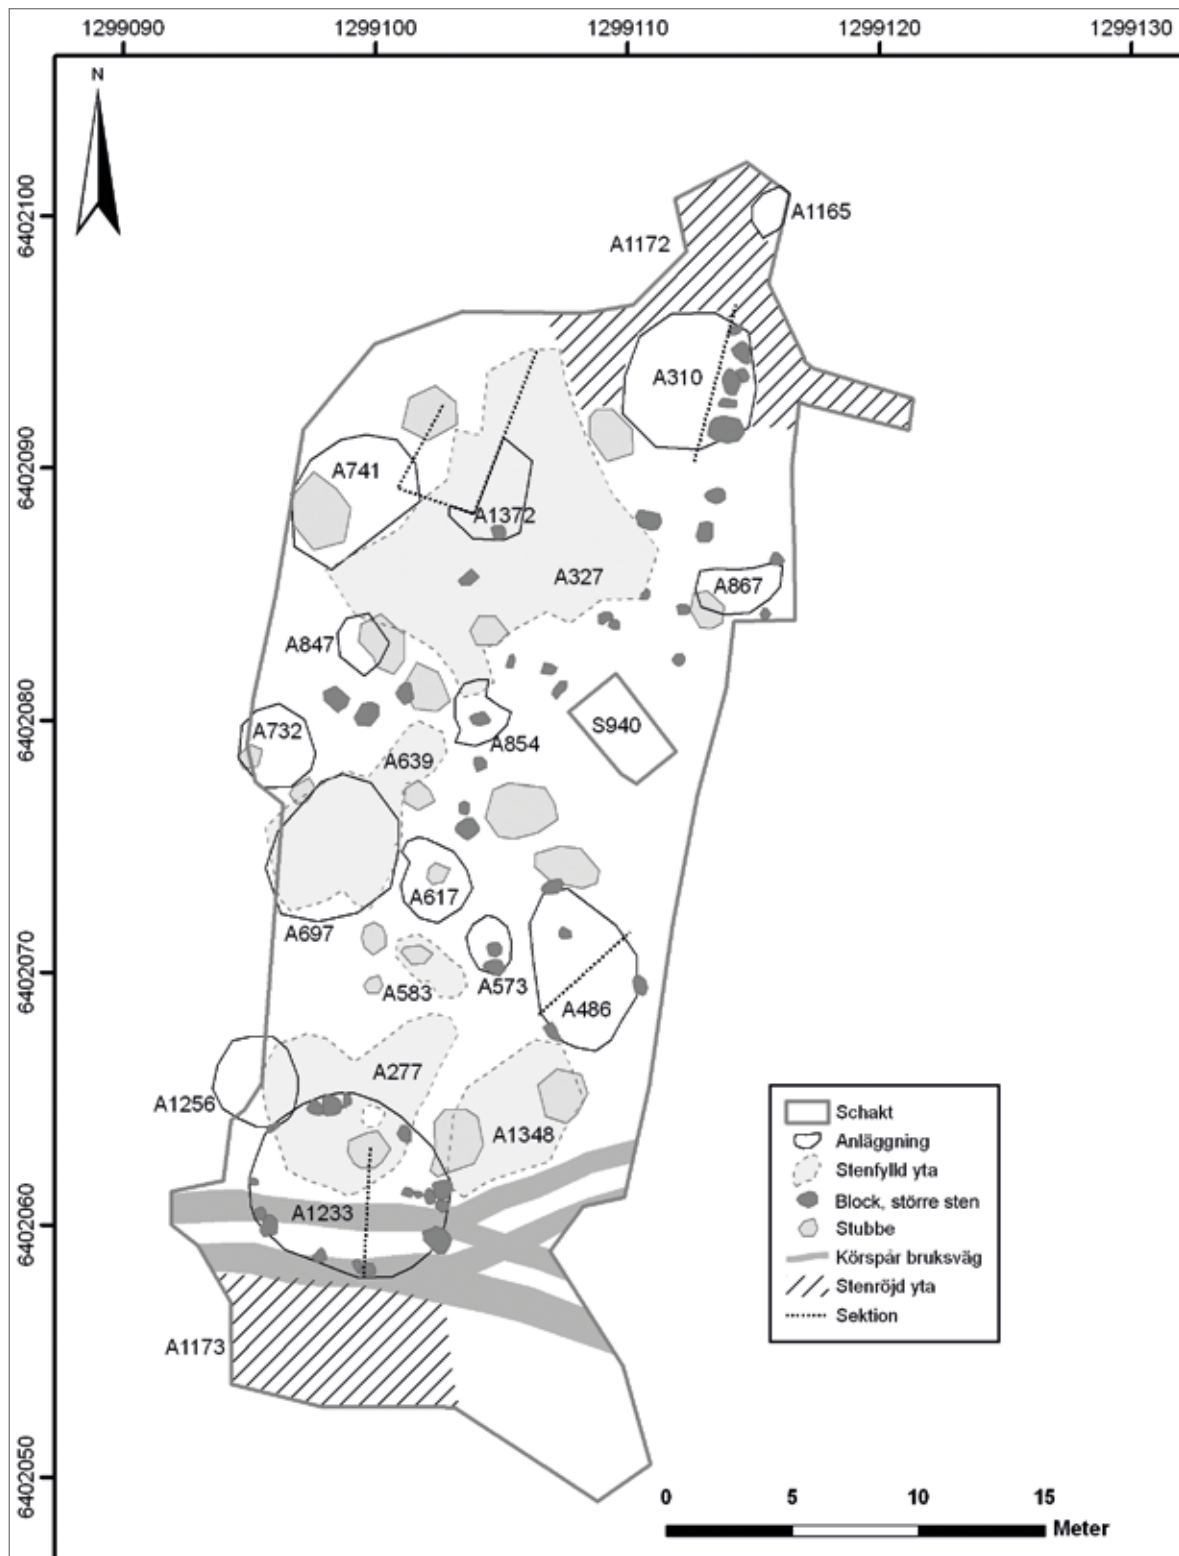 1299090 1299100 1299110 1299120 1299130
N
6402100
A1165
A1172
A310
6402090
A741
A1372
A327
A867
A847
6402080
A732
S940
A854
A639
A617
A697
6402070
A583
A573
A486
A277
A1256
A1348
6402060
A1233
A1173
6402050
Schakt
Anläggning
Stenfylld yta
Block, större sten
Stubbe
Körspår bruksväg
Stenröjd yta
Sektion
0 5 10 15
Meter